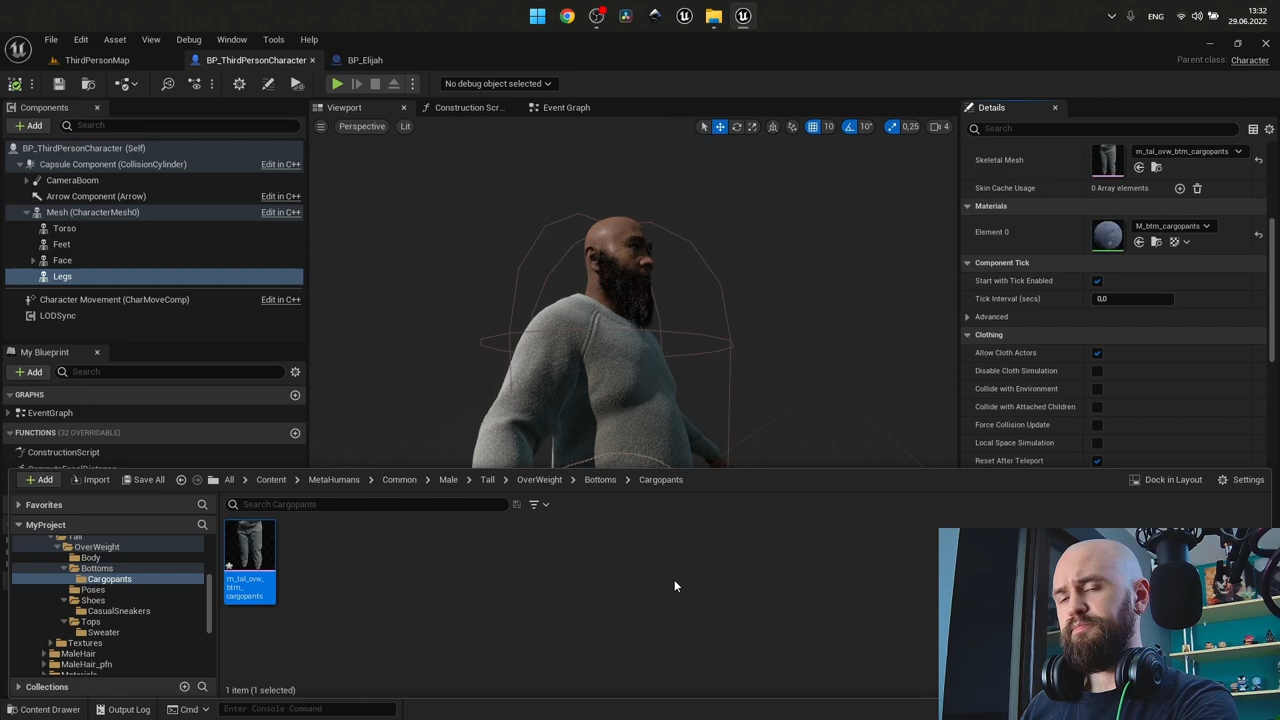 13:32
ENG
29.06.2022
File Edit Asset View Debug Window Tools Help
ThirdPersonMap
BP_ThirdPersonCharacter
BP_Elijah
Parent class: Character
No debug object selected
Components
Viewport
Construction Scr...
Event Graph
Details
Add
Search
Perspective
Lit
10
10°
0,25
4
Search
BP_ThirdPersonCharacter (Self)
Capsule Component (CollisionCylinder) Edit in C++
CameraBoom
Arrow Component (Arrow) Edit in C++
Mesh (CharacterMesh0) Edit in C++
Torso
Feet
Face
Legs
Character Movement (CharMoveComp) Edit in C++
LODSync
My Blueprint
Add
Search
GRAPHS
EventGraph
FUNCTIONS (32 OVERRIDABLE)
ConstructionScript
Skeletal Mesh
m_tal_ovw_btm_cargopants
Skin Cache Usage
0 Array elements
Materials
Element 0
M_btm_cargopants
Component Tick
Start with Tick Enabled
Tick Interval (secs)
0,0
Advanced
Clothing
Allow Cloth Actors
Disable Cloth Simulation
Collide with Environment
Collide with Attached Children
Force Collision Update
Local Space Simulation
Reset After Teleport
Add
Import
Save All
All > Content > MetaHumans > Common > Male > Tall > OverWeight > Bottoms > Cargopants
Dock in Layout
Settings
Favorites
Search Cargopants
MyProject
Tall
OverWeight
Body
Bottoms
Cargopants
Poses
Shoes
CasualSneakers
Tops
Sweater
Textures
MaleHair
MaleHair_pfn
Materials
m_tal_ovw_
btm_
cargopants
Collections
1 item (1 selected)
Content Drawer
Output Log
Cmd
Enter Console Command